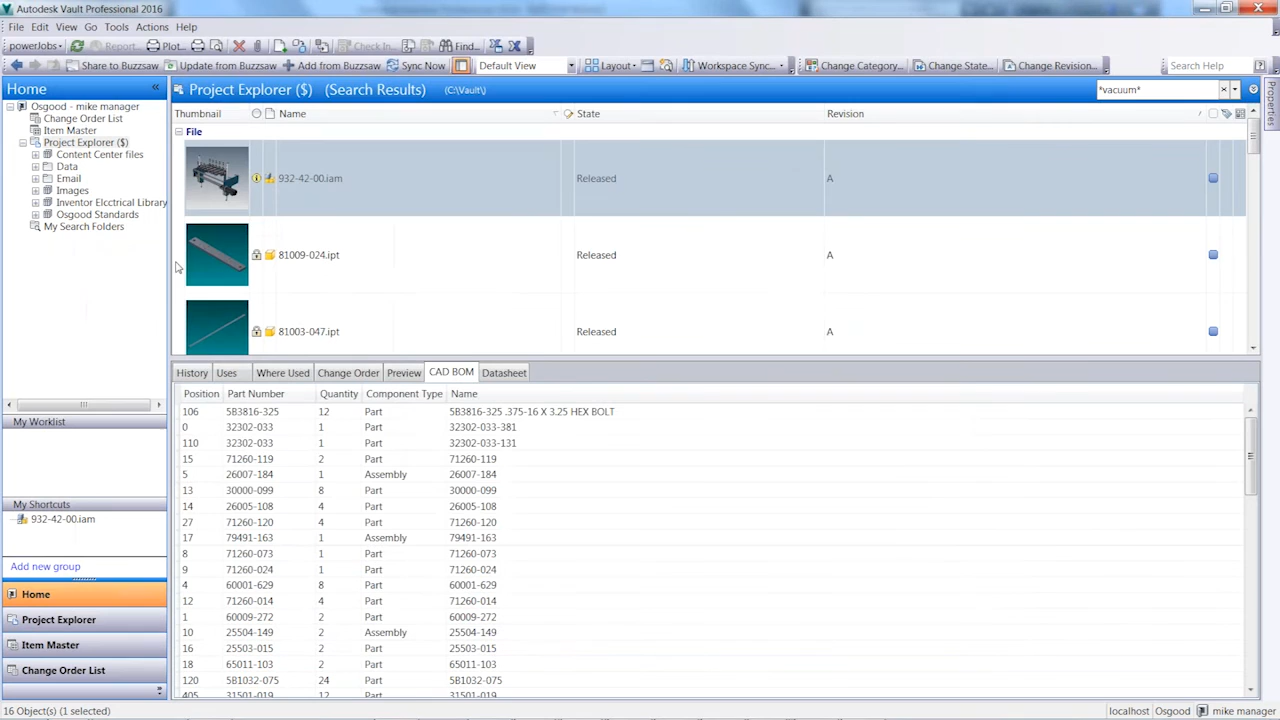 Autodesk Vault Professional 2016
File Edit View Go Tools Actions Help
powerJobs Report... Plot... Check In... Find...
Share to Buzzsaw Update from Buzzsaw Add from Buzzsaw Sync Now Default View Layout Workspace Sync... Change Category... Change State... Change Revision... Search Help
Home «
Osgood - mike manager
Change Order List
Item Master
Project Explorer ($)
Content Center files
Data
Email
Images
Inventor Elcctrical Library
Osgood Standards
My Search Folders
My Worklist
My Shortcuts
932-42-00.iam
Add new group
Home
Project Explorer
Item Master
Change Order List
Project Explorer ($) (Search Results) (C:\Vault\) *vacuum*
Properties
Thumbnail Name State Revision
File
932-42-00.iam Released A
81009-024.ipt Released A
81003-047.ipt Released A
History Uses Where Used Change Order Preview CAD BOM Datasheet
Position Part Number Quantity Component Type Name
106 5B3816-325 12 Part 5B3816-325 .375-16 X 3.25 HEX BOLT
0 32302-033 1 Part 32302-033-381
110 32302-033 1 Part 32302-033-131
15 71260-119 2 Part 71260-119
5 26007-184 1 Assembly 26007-184
13 30000-099 8 Part 30000-099
14 26005-108 4 Part 26005-108
27 71260-120 4 Part 71260-120
17 79491-163 1 Assembly 79491-163
8 71260-073 1 Part 71260-073
9 71260-024 1 Part 71260-024
4 60001-629 8 Part 60001-629
12 71260-014 4 Part 71260-014
1 60009-272 2 Part 60009-272
10 25504-149 2 Assembly 25504-149
16 25503-015 2 Part 25503-015
18 65011-103 2 Part 65011-103
120 5B1032-075 24 Part 5B1032-075
405 31501-019 12 Part 31501-019
16 Object(s) (1 selected) localhost Osgood mike manager